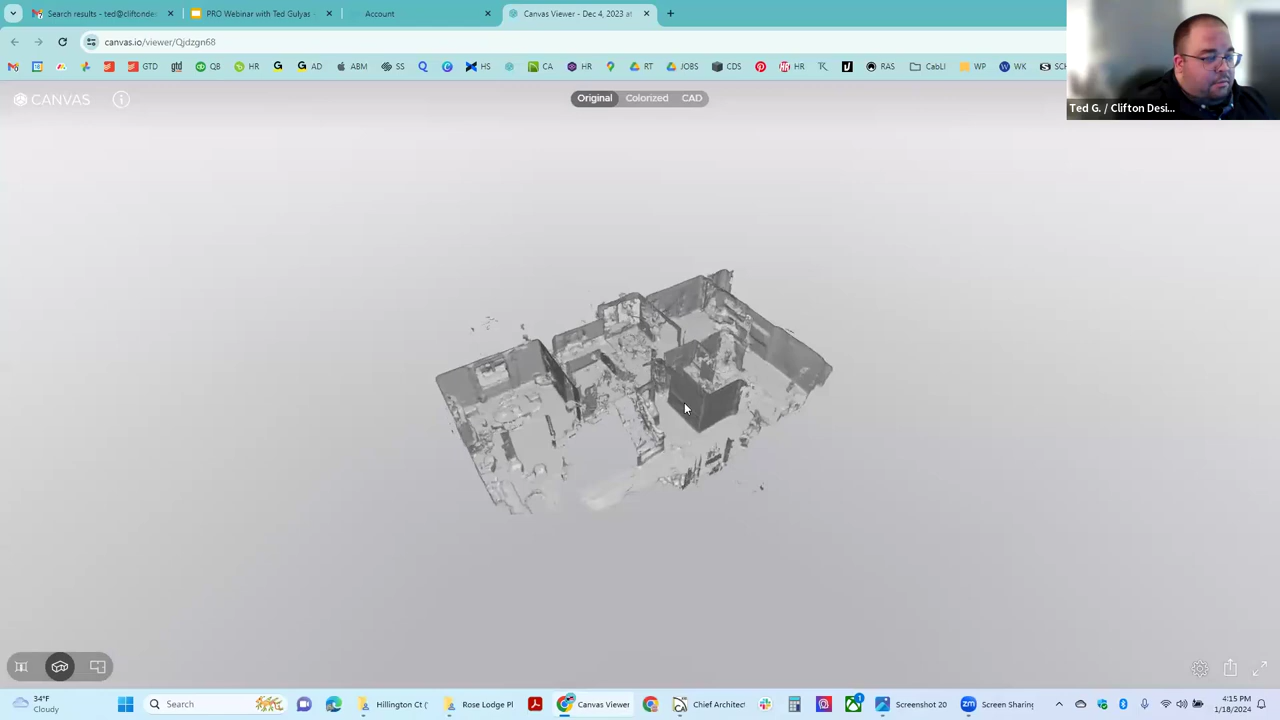 Search results - ted@cliftonde
PRO Webinar with Ted Gulyas
Account
Canvas Viewer - Dec 4, 2023 at
canvas.io/viewer/Qjdzgn68
GTD
gtd
QB
HR
AD
ABM
SS
Q
CA
HS
HR
RT
JOBS
CDS
HR
RAS
CabLI
WP
WK
SCH
CANVAS
Original
Colorized
CAD
Ted G. / Clifton Desi...
34°F
Cloudy
Search
Hillington Ct (
Rose Lodge Pl
Canvas Viewer
Chief Architect
Screenshot 20
Screen Sharing
4:15 PM
1/18/2024